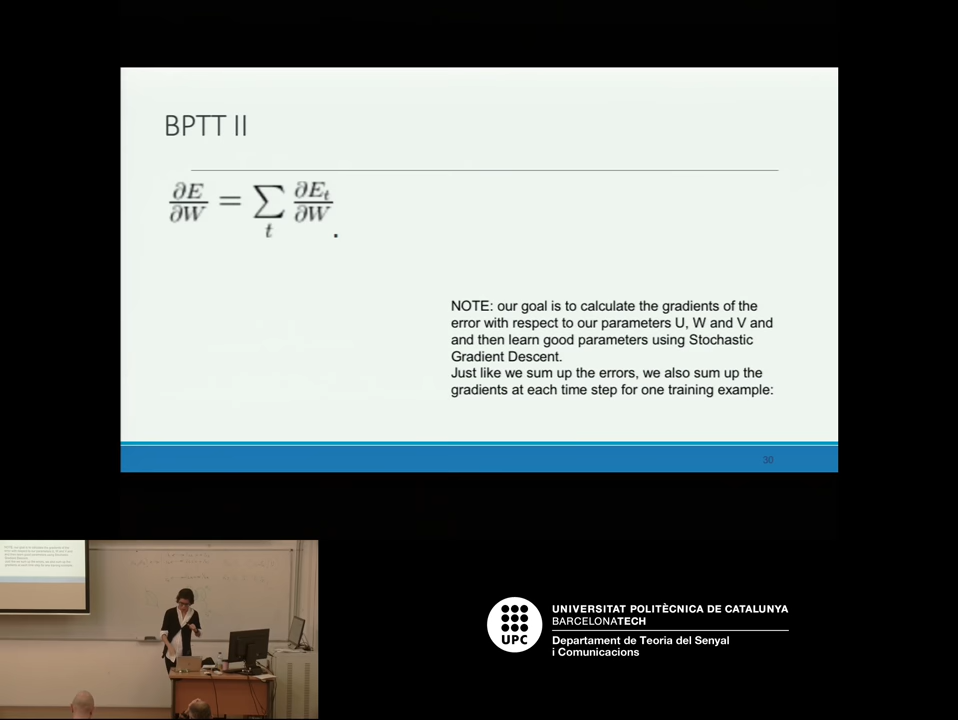 BPTT II
∂E/∂W = ∑_t ∂E_t/∂W .
NOTE: our goal is to calculate the gradients of the
error with respect to our parameters U, W and V and
and then learn good parameters using Stochastic
Gradient Descent.
Just like we sum up the errors, we also sum up the
gradients at each time step for one training example:
30
UPC
UNIVERSITAT POLITÈCNICA DE CATALUNYA
BARCELONATECH
Departament de Teoria del Senyal
i Comunicacions